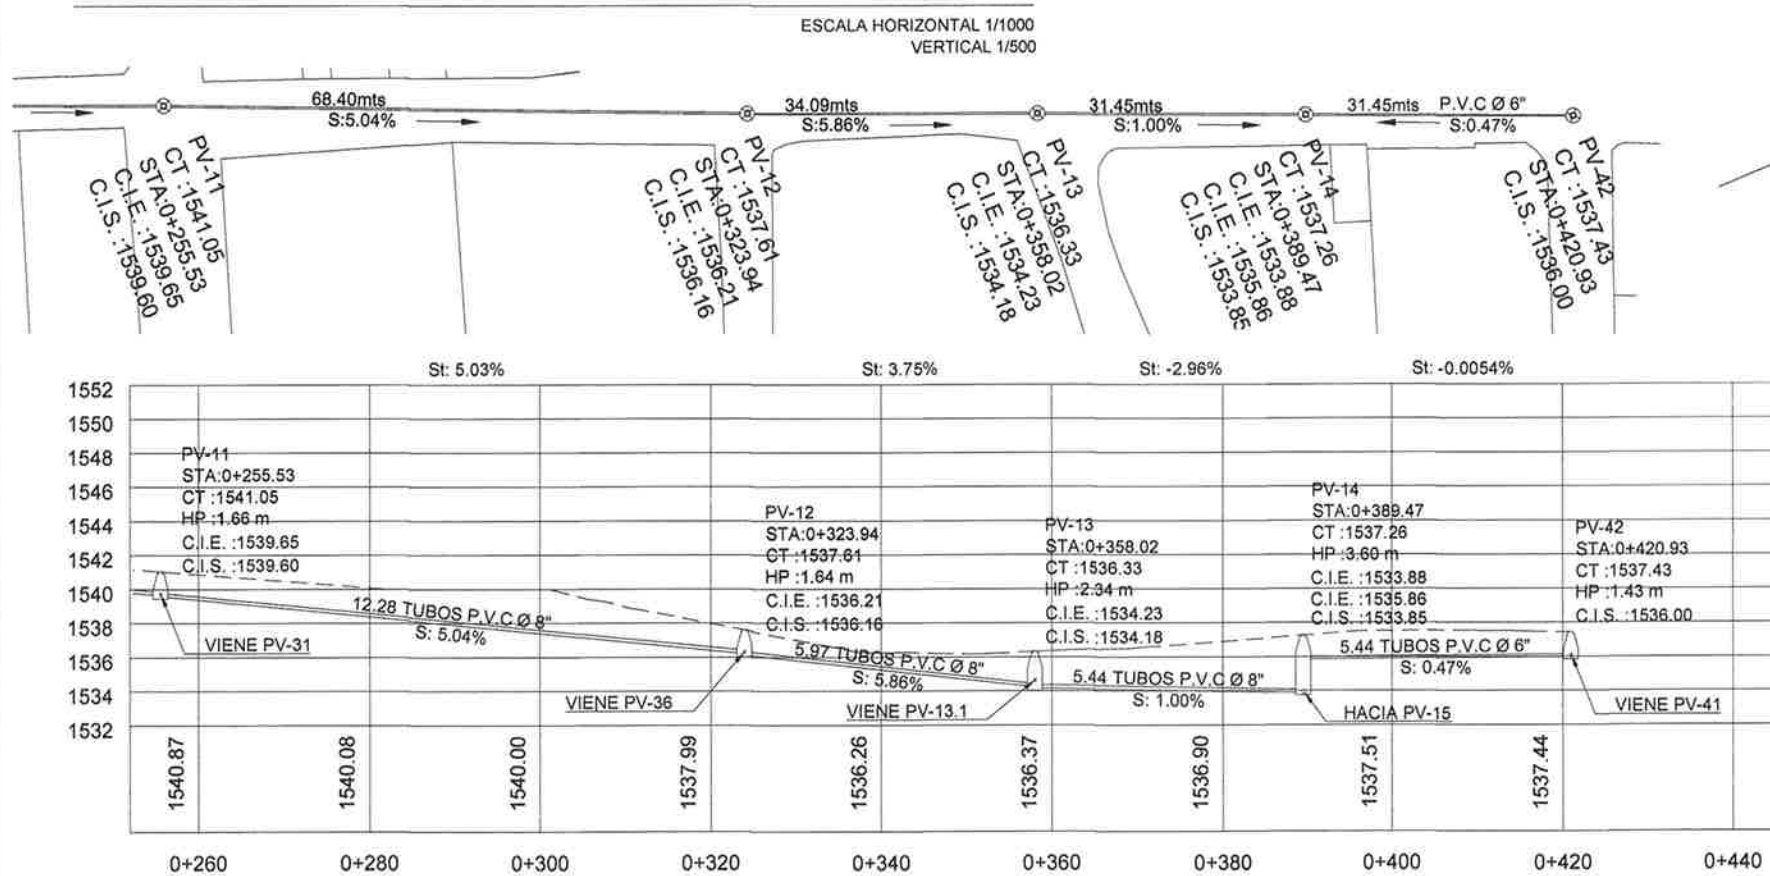 ESCALA HORIZONTAL 1/1000
VERTICAL 1/500
68.40mts
S:5.04%
34.09mts
S:5.86%
31.45mts
S:1.00%
31.45mts P.V.C Ø 6"
S:0.47%
PV-11
CT :1541.05
STA:0+255.53
C.I.E. :1539.65
C.I.S. :1539.60
PV-12
CT :1537.61
STA:0+323.94
C.I.E. :1536.21
C.I.S. :1536.16
PV-13
CT :1536.33
STA:0+358.02
C.I.E. :1534.23
C.I.S. :1534.18
PV-14
CT :1537.26
STA:0+389.47
C.I.E. :1533.88
C.I.E. :1535.86
C.I.S. :1533.85
PV-42
CT :1537.43
STA:0+420.93
C.I.S. :1536.00
St: 5.03%
St: 3.75%
St: -2.96%
St: -0.0054%
1552
1550
1548
1546
1544
1542
1540
1538
1536
1534
1532
PV-11
STA:0+255.53
CT :1541.05
HP :1.66 m
C.I.E. :1539.65
C.I.S. :1539.60
PV-12
STA:0+323.94
CT :1537.61
HP :1.64 m
C.I.E. :1536.21
C.I.S. :1536.16
PV-13
STA:0+358.02
CT :1536.33
HP :2.34 m
C.I.E. :1534.23
C.I.S. :1534.18
PV-14
STA:0+389.47
CT :1537.26
HP :3.60 m
C.I.E. :1533.88
C.I.E. :1535.86
C.I.S. :1533.85
PV-42
STA:0+420.93
CT :1537.43
HP :1.43 m
C.I.S. :1536.00
12.28 TUBOS P.V.C Ø 8"
S: 5.04%
5.97 TUBOS P.V.C Ø 8"
S: 5.86%
5.44 TUBOS P.V.C Ø 8"
S: 1.00%
5.44 TUBOS P.V.C Ø 6"
S: 0.47%
VIENE PV-31
VIENE PV-36
VIENE PV-13.1
HACIA PV-15
VIENE PV-41
1540.87
1540.08
1540.00
1537.99
1536.26
1536.37
1536.90
1537.51
1537.44
0+260
0+280
0+300
0+320
0+340
0+360
0+380
0+400
0+420
0+440